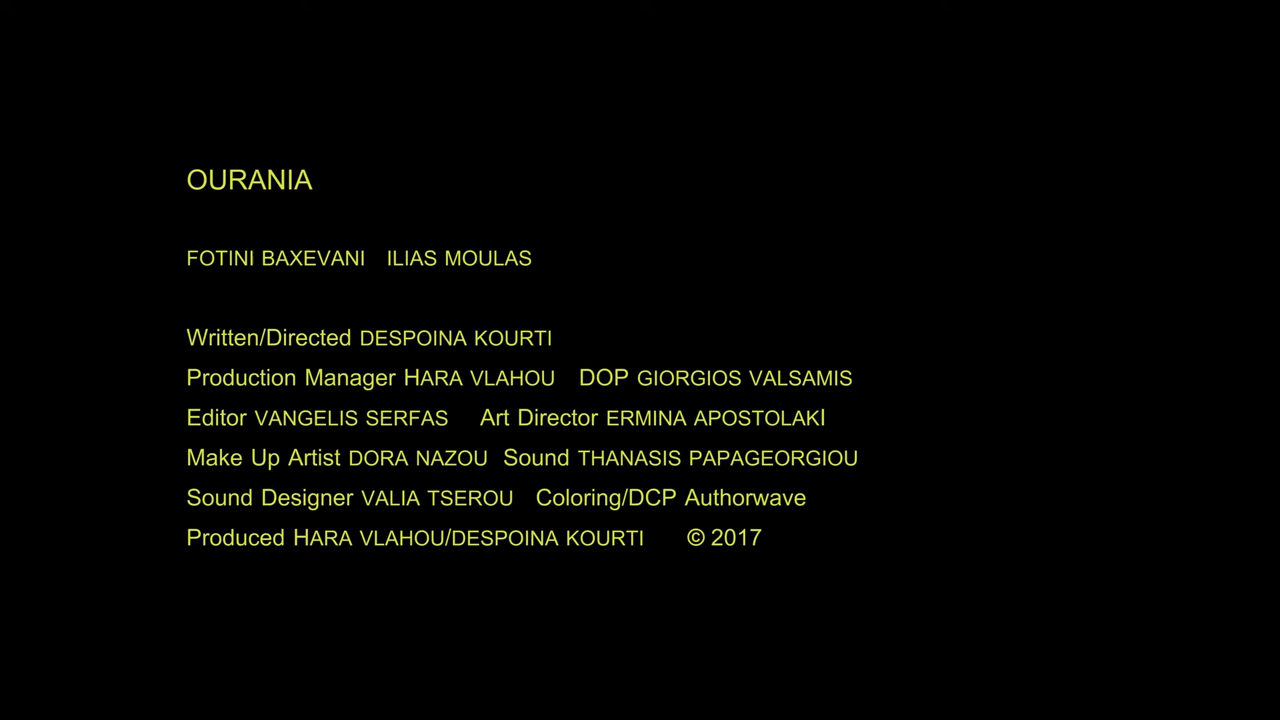 OURANIA
FOTINI BAXEVANI ILIAS MOULAS
Written/Directed DESPOINA KOURTI
Production Manager HARA VLAHOU DOP GIORGIOS VALSAMIS
Editor VANGELIS SERFAS Art Director ERMINA APOSTOLAKI
Make Up Artist DORA NAZOU Sound THANASIS PAPAGEORGIOU
Sound Designer VALIA TSEROU Coloring/DCP Authorwave
Produced HARA VLAHOU/DESPOINA KOURTI © 2017